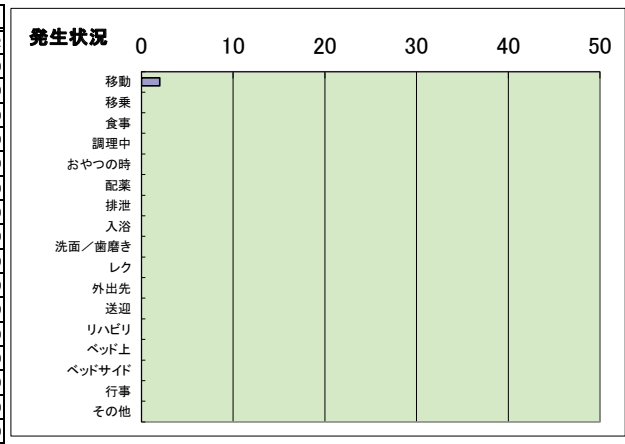 発生状況
0 10 20 30 40 50
移動
移乗
食事
調理中
おやつの時
配薬
排泄
入浴
洗面／歯磨き
レク
外出先
送迎
リハビリ
ベッド上
ベッドサイド
行事
その他